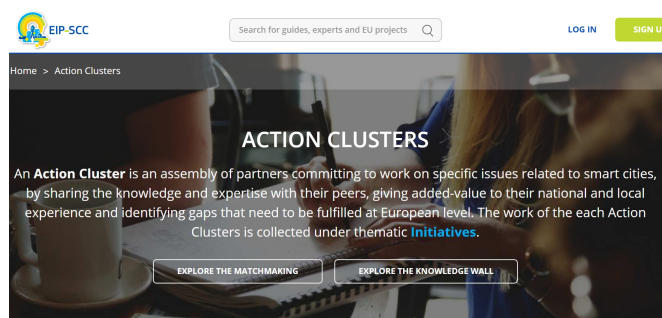 EIP-SCC
Search for guides, experts and EU projects
LOG IN
SIGN U
Home > Action Clusters
ACTION CLUSTERS
An Action Cluster is an assembly of partners committing to work on specific issues related to smart cities,
by sharing the knowledge and expertise with their peers, giving added-value to their national and local
experience and identifying gaps that need to be fulfilled at European level. The work of the each Action
Clusters is collected under thematic Initiatives.
EXPLORE THE MATCHMAKING
EXPLORE THE KNOWLEDGE WALL